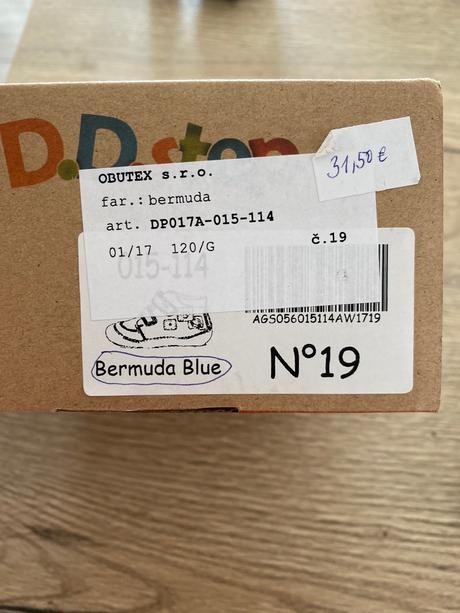 D.D.step
31,50 €
OBUTEX s.r.o.
far.: bermuda
art. DP017A-015-114
01/17 120/G č.19
015-114
AGS056015114AW1719
Bermuda Blue
N°19